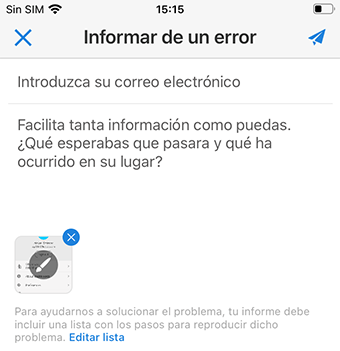 Sin SIM 15:15
Informar de un error
Introduzca su correo electrónico
Facilita tanta información como puedas.
¿Qué esperabas que pasara y qué ha
ocurrido en su lugar?
Para ayudarnos a solucionar el problema, tu informe debe
incluir una lista con los pasos para reproducir dicho
problema. Editar lista